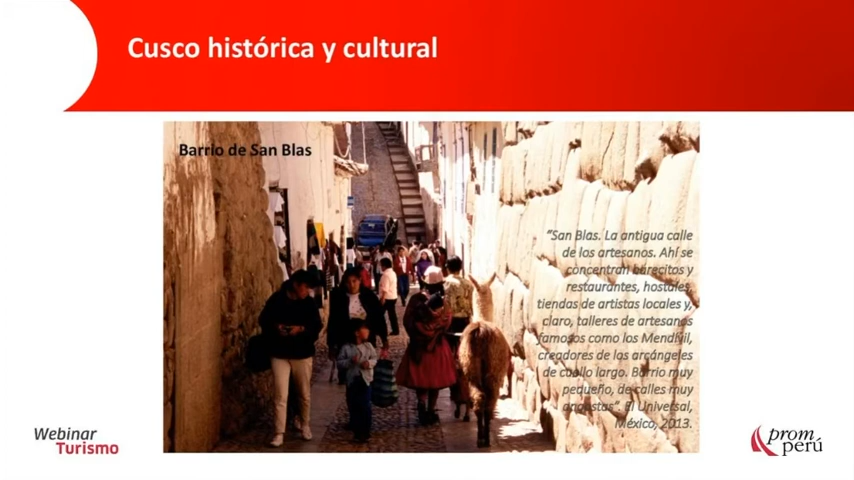 Cusco histórica y cultural
Barrio de San Blas
"San Blas. La antigua calle
de los artesanos. Ahí se
concentran barecitos y
restaurantes, hostales,
tiendas de artistas locales y,
claro, talleres de artesanos
famosos como los Mendívil,
creadores de los arcángeles
de cuello largo. Barrio muy
pequeño, de calles muy
angostas". El Universal,
México, 2013.
Webinar
Turismo
prom
perú